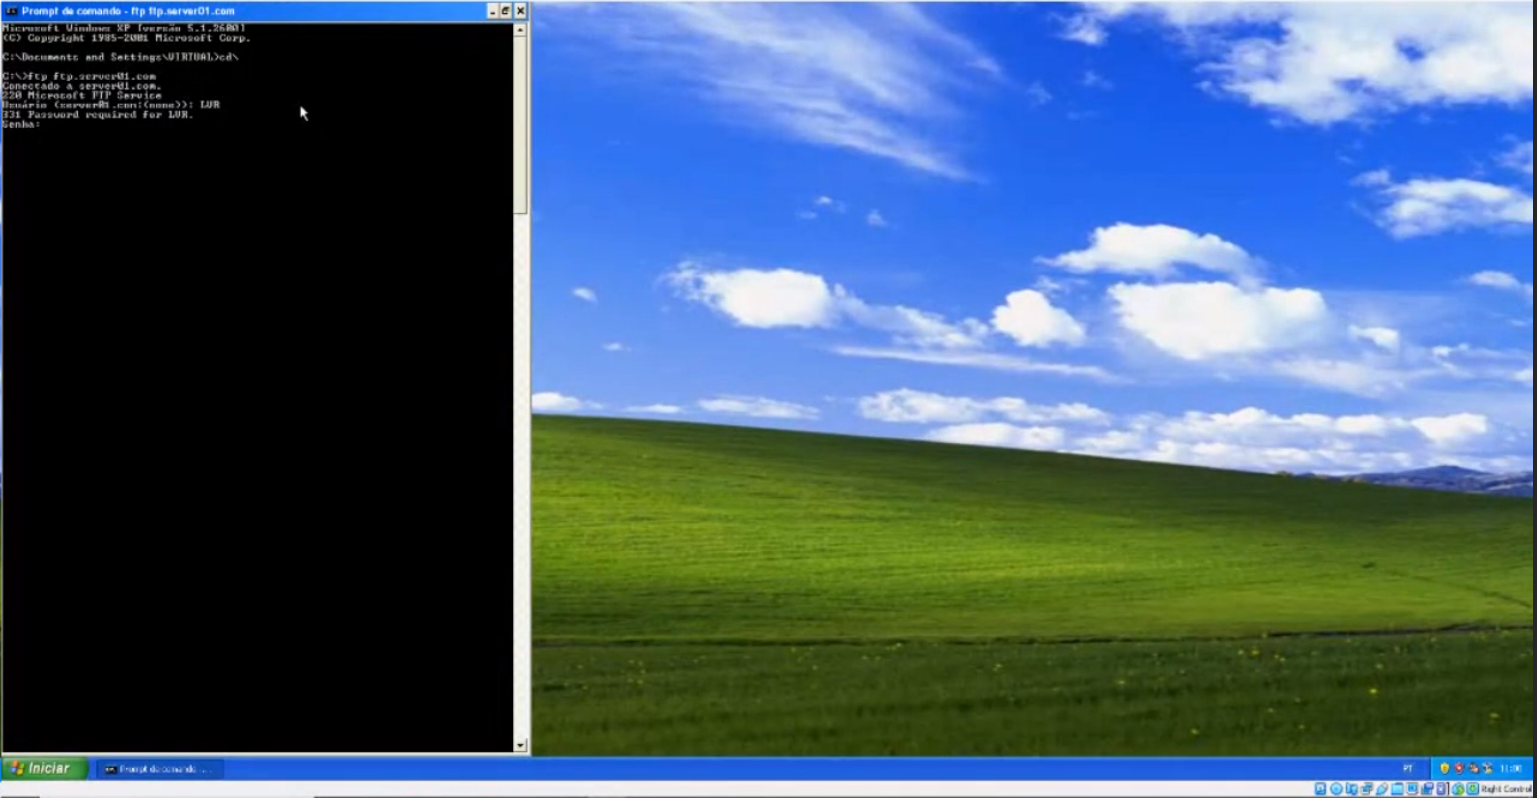 Prompt de comando - ftp ftp.server01.com
Microsoft Windows XP [versão 5.1.2600]
(C) Copyright 1985-2001 Microsoft Corp.
C:\Documents and Settings\VIRTUAL>cd\
C:\>ftp ftp.server01.com
Conectado a server01.com.
220 Microsoft FTP Service
Usuário (server01.com:(none)): LUR
331 Password required for LUR.
Senha:
Iniciar
Prompt de comando - ...
PT
11:00
Right Control